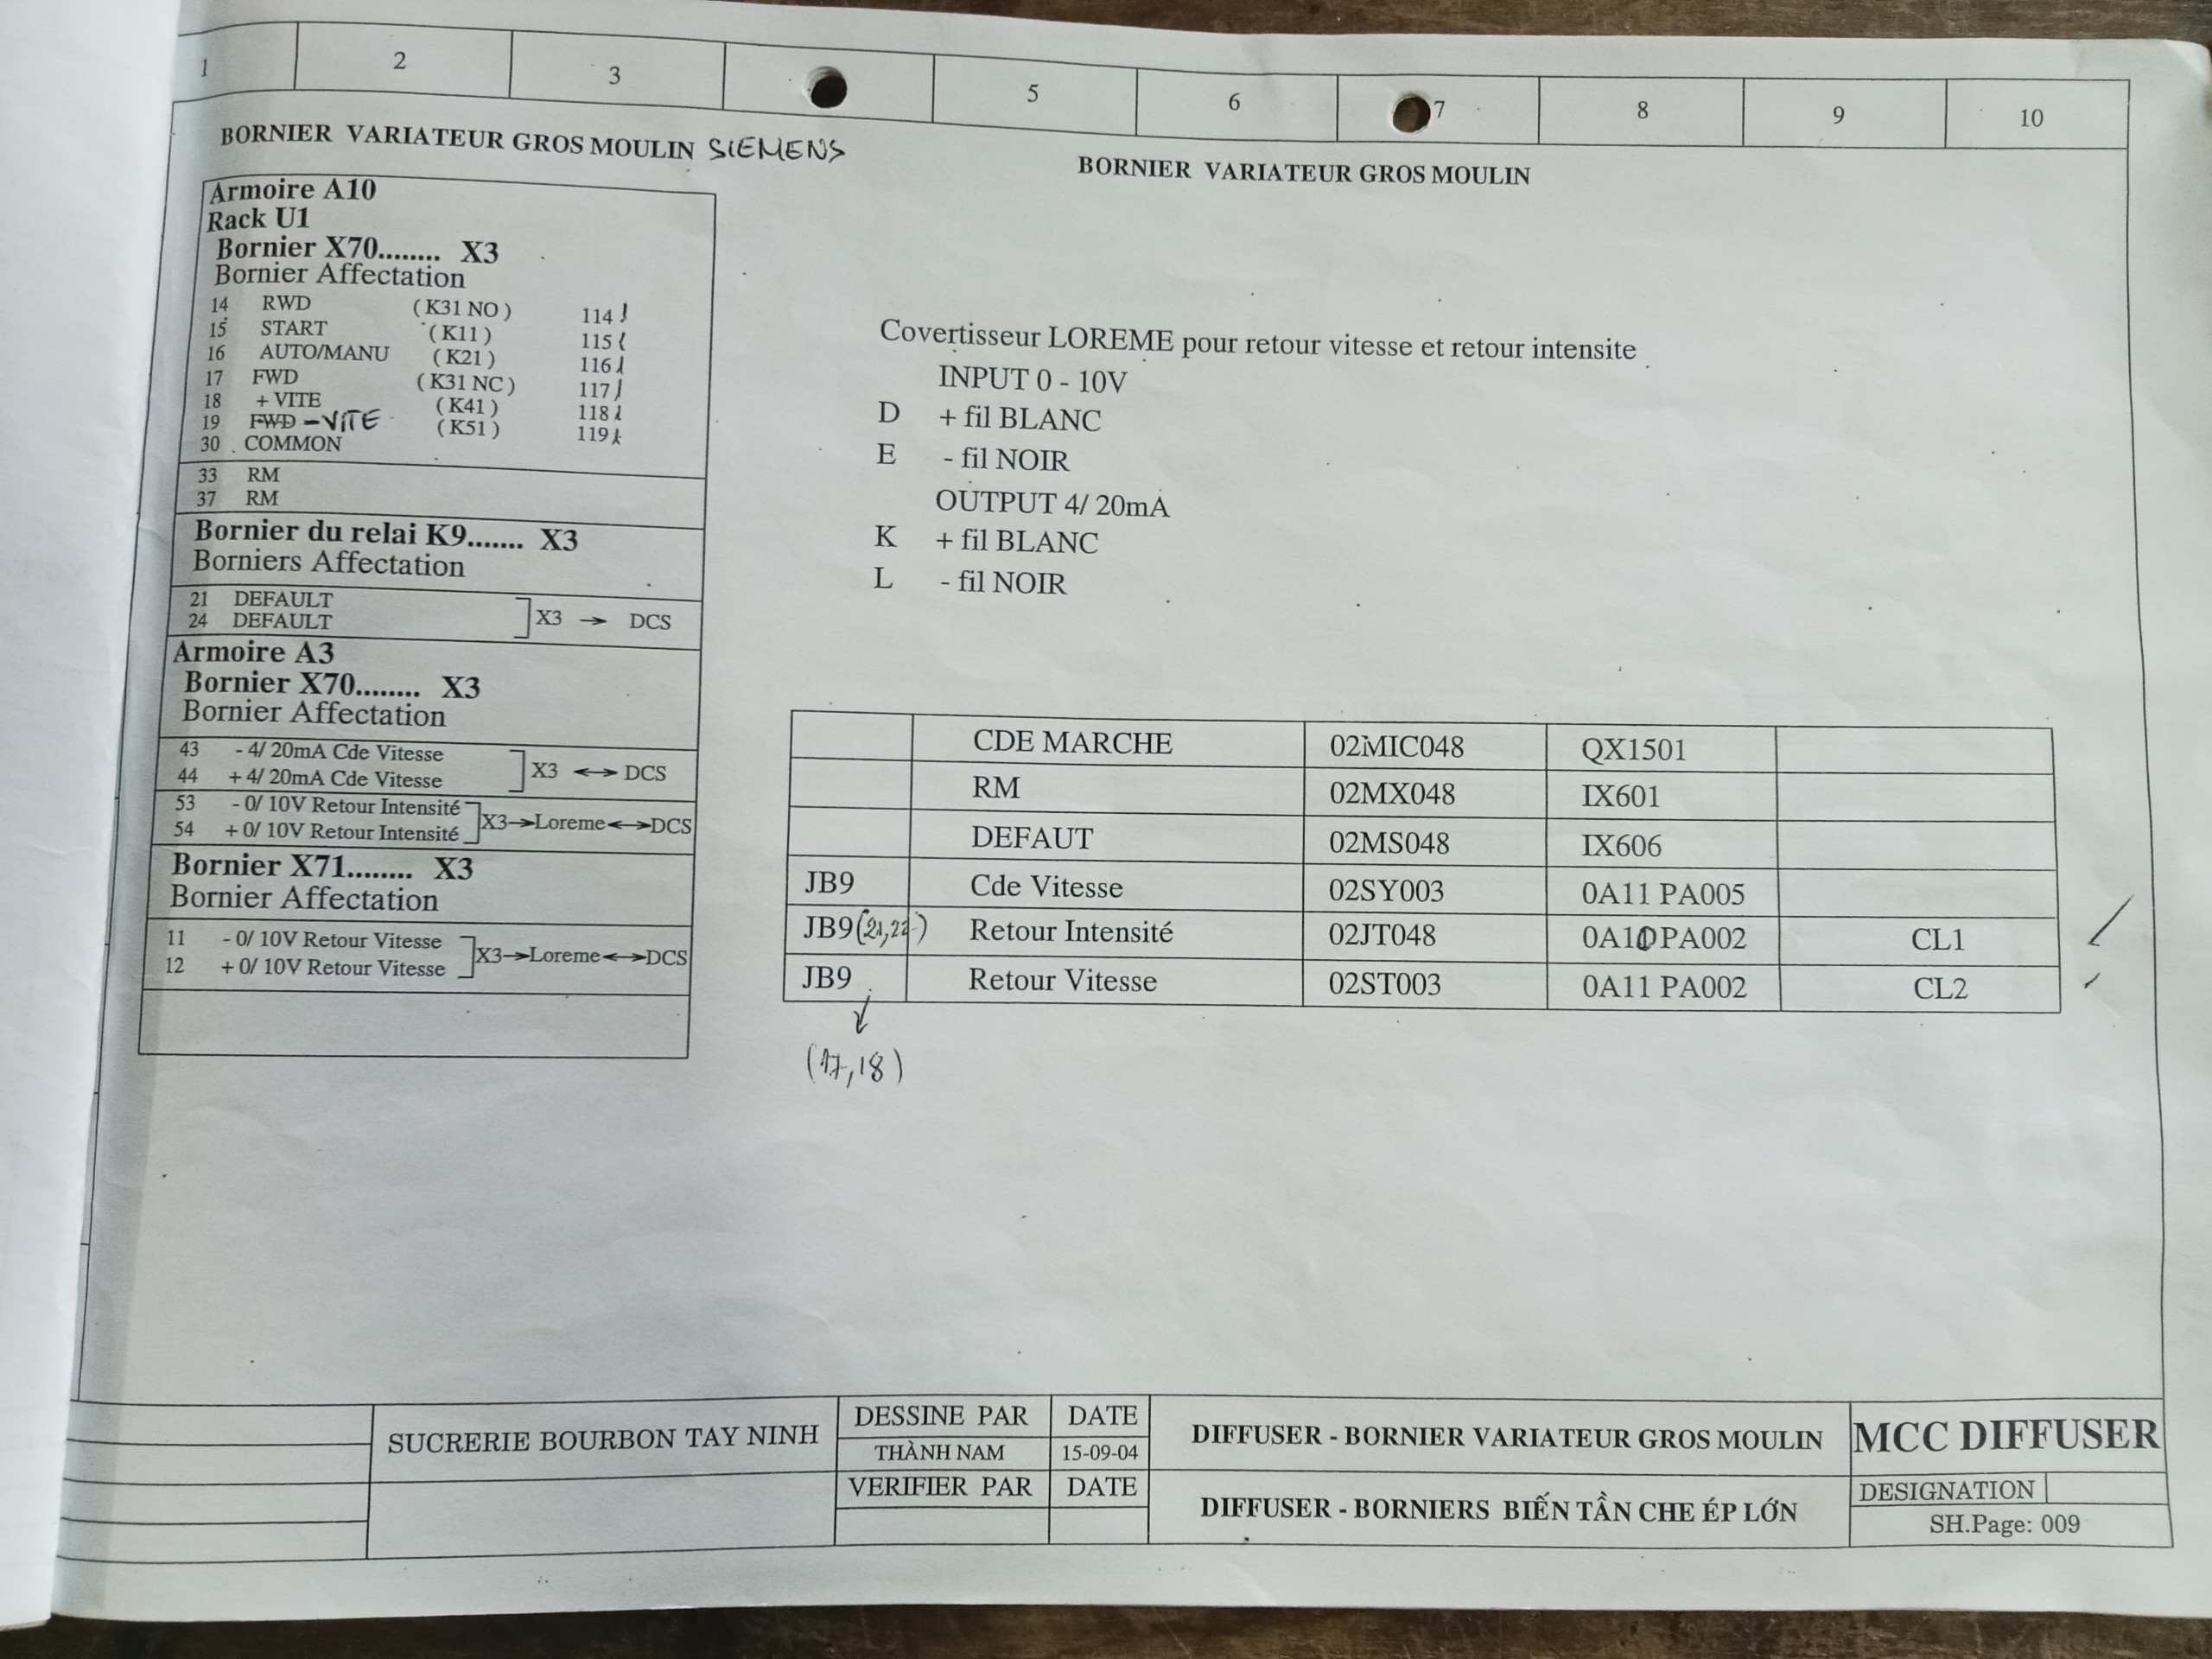 1 2 3 5 6 7 8 9 10
BORNIER VARIATEUR GROS MOULIN SIEMENS
Armoire A10
Rack U1
Bornier X70........ X3
Bornier Affectation
14 RWD (K31 NO) 114
15 START (K11) 115
16 AUTO/MANU (K21) 116
17 FWD (K31 NC) 117
18 + VITE (K41) 118
19 FWD - VITE (K51) 119
30 COMMON
33 RM
37 RM
Bornier du relai K9....... X3
Borniers Affectation
21 DEFAULT
24 DEFAULT
X3 → DCS
Armoire A3
Bornier X70........ X3
Bornier Affectation
43 - 4/ 20mA Cde Vitesse
44 + 4/ 20mA Cde Vitesse
X3 ↔ DCS
53 - 0/ 10V Retour Intensité
54 + 0/ 10V Retour Intensité
X3→Loreme↔DCS
Bornier X71........ X3
Bornier Affectation
11 - 0/ 10V Retour Vitesse
12 + 0/ 10V Retour Vitesse
X3→Loreme↔DCS
BORNIER VARIATEUR GROS MOULIN
Covertisseur LOREME pour retour vitesse et retour intensite
INPUT 0 - 10V
D + fil BLANC
E - fil NOIR
OUTPUT 4/ 20mA
K + fil BLANC
L - fil NOIR
CDE MARCHE 02MIC048 QX1501
RM 02MX048 IX601
DEFAUT 02MS048 IX606
JB9 Cde Vitesse 02SY003 0A11 PA005
JB9 (21,22) Retour Intensité 02JT048 0A10PA002 CL1
JB9 Retour Vitesse 02ST003 0A11 PA002 CL2
(17,18)
SUCRERIE BOURBON TAY NINH
DESSINE PAR DATE
THÀNH NAM 15-09-04
VERIFIER PAR DATE
DIFFUSER - BORNIER VARIATEUR GROS MOULIN
DIFFUSER - BORNIERS BIẾN TẦN CHE ÉP LỚN
MCC DIFFUSER
DESIGNATION
SH.Page: 009